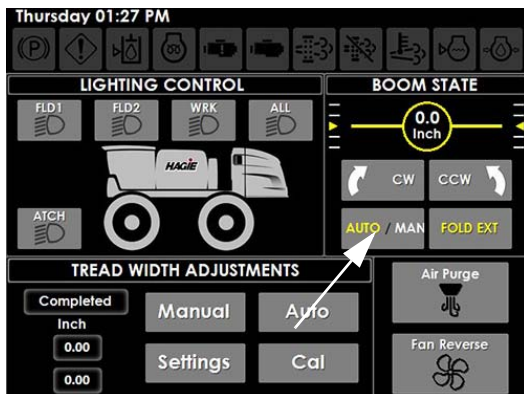 Thursday 01:27 PM
(P)
LIGHTING CONTROL
FLD1 FLD2 WRK ALL
HAGIE
ATCH
BOOM STATE
0.0
Inch
CW CCW
AUTO / MAN FOLD EXT
TREAD WIDTH ADJUSTMENTS
Completed
Inch
0.00
0.00
Manual Auto
Settings Cal
Air Purge
Fan Reverse